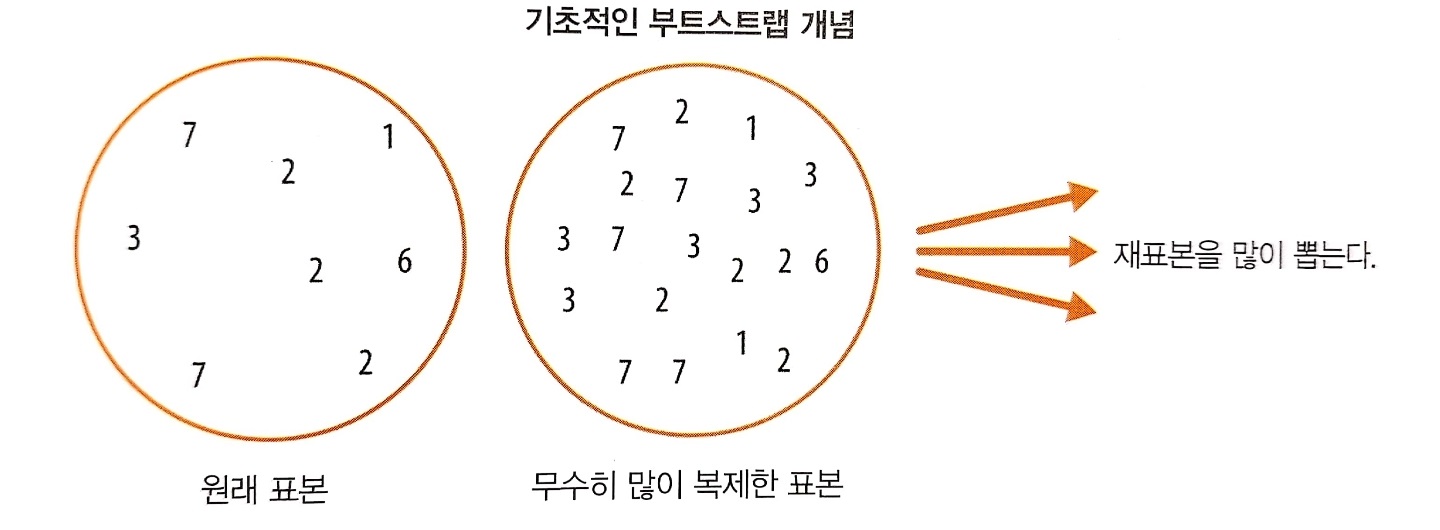 기초적인 부트스트랩 개념
7 1
2
3
2 6
7 2
2
7 1
2 7 3
3
3 7 3
2 2 6
3 2
1
7 7 2
재표본을 많이 뽑는다.
원래 표본
무수히 많이 복제한 표본